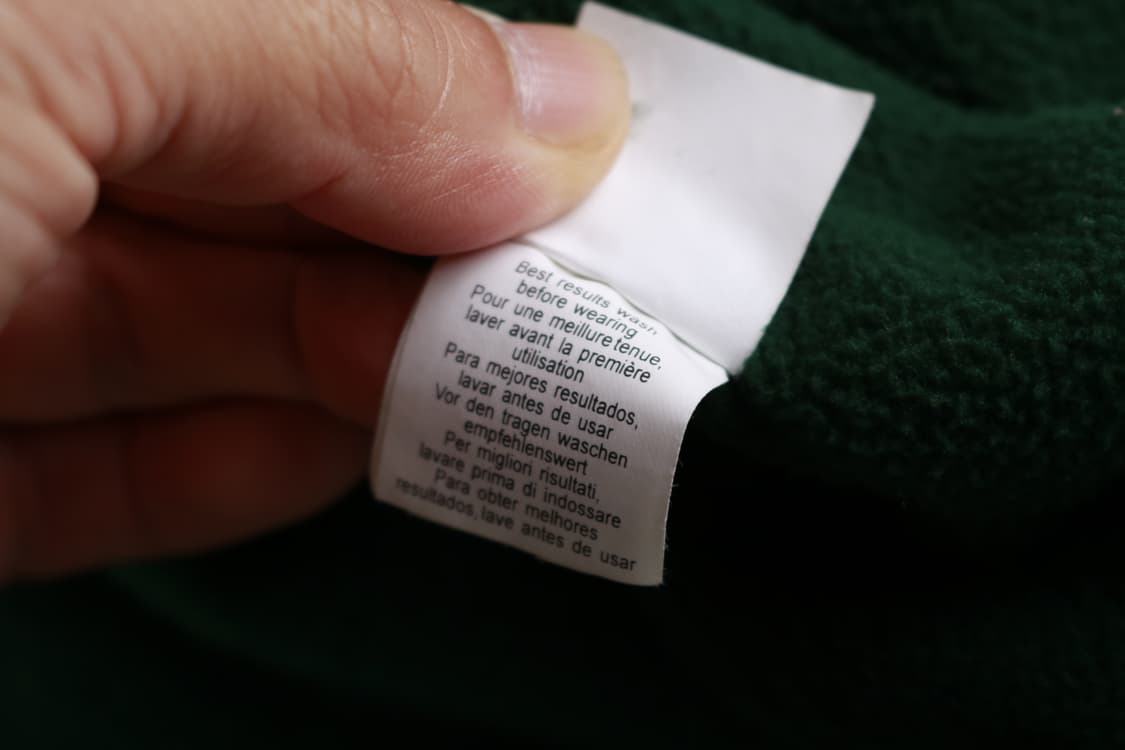 Best results wash
before wearing
Pour une meillure tenue,
laver avant la première
utilisation
Para mejores resultados,
lavar antes de usar
Vor den tragen waschen
empfehlenswert
Per migliori risultati,
lavare prima di indossare
Para obter melhores
resultados, lave antes de usar